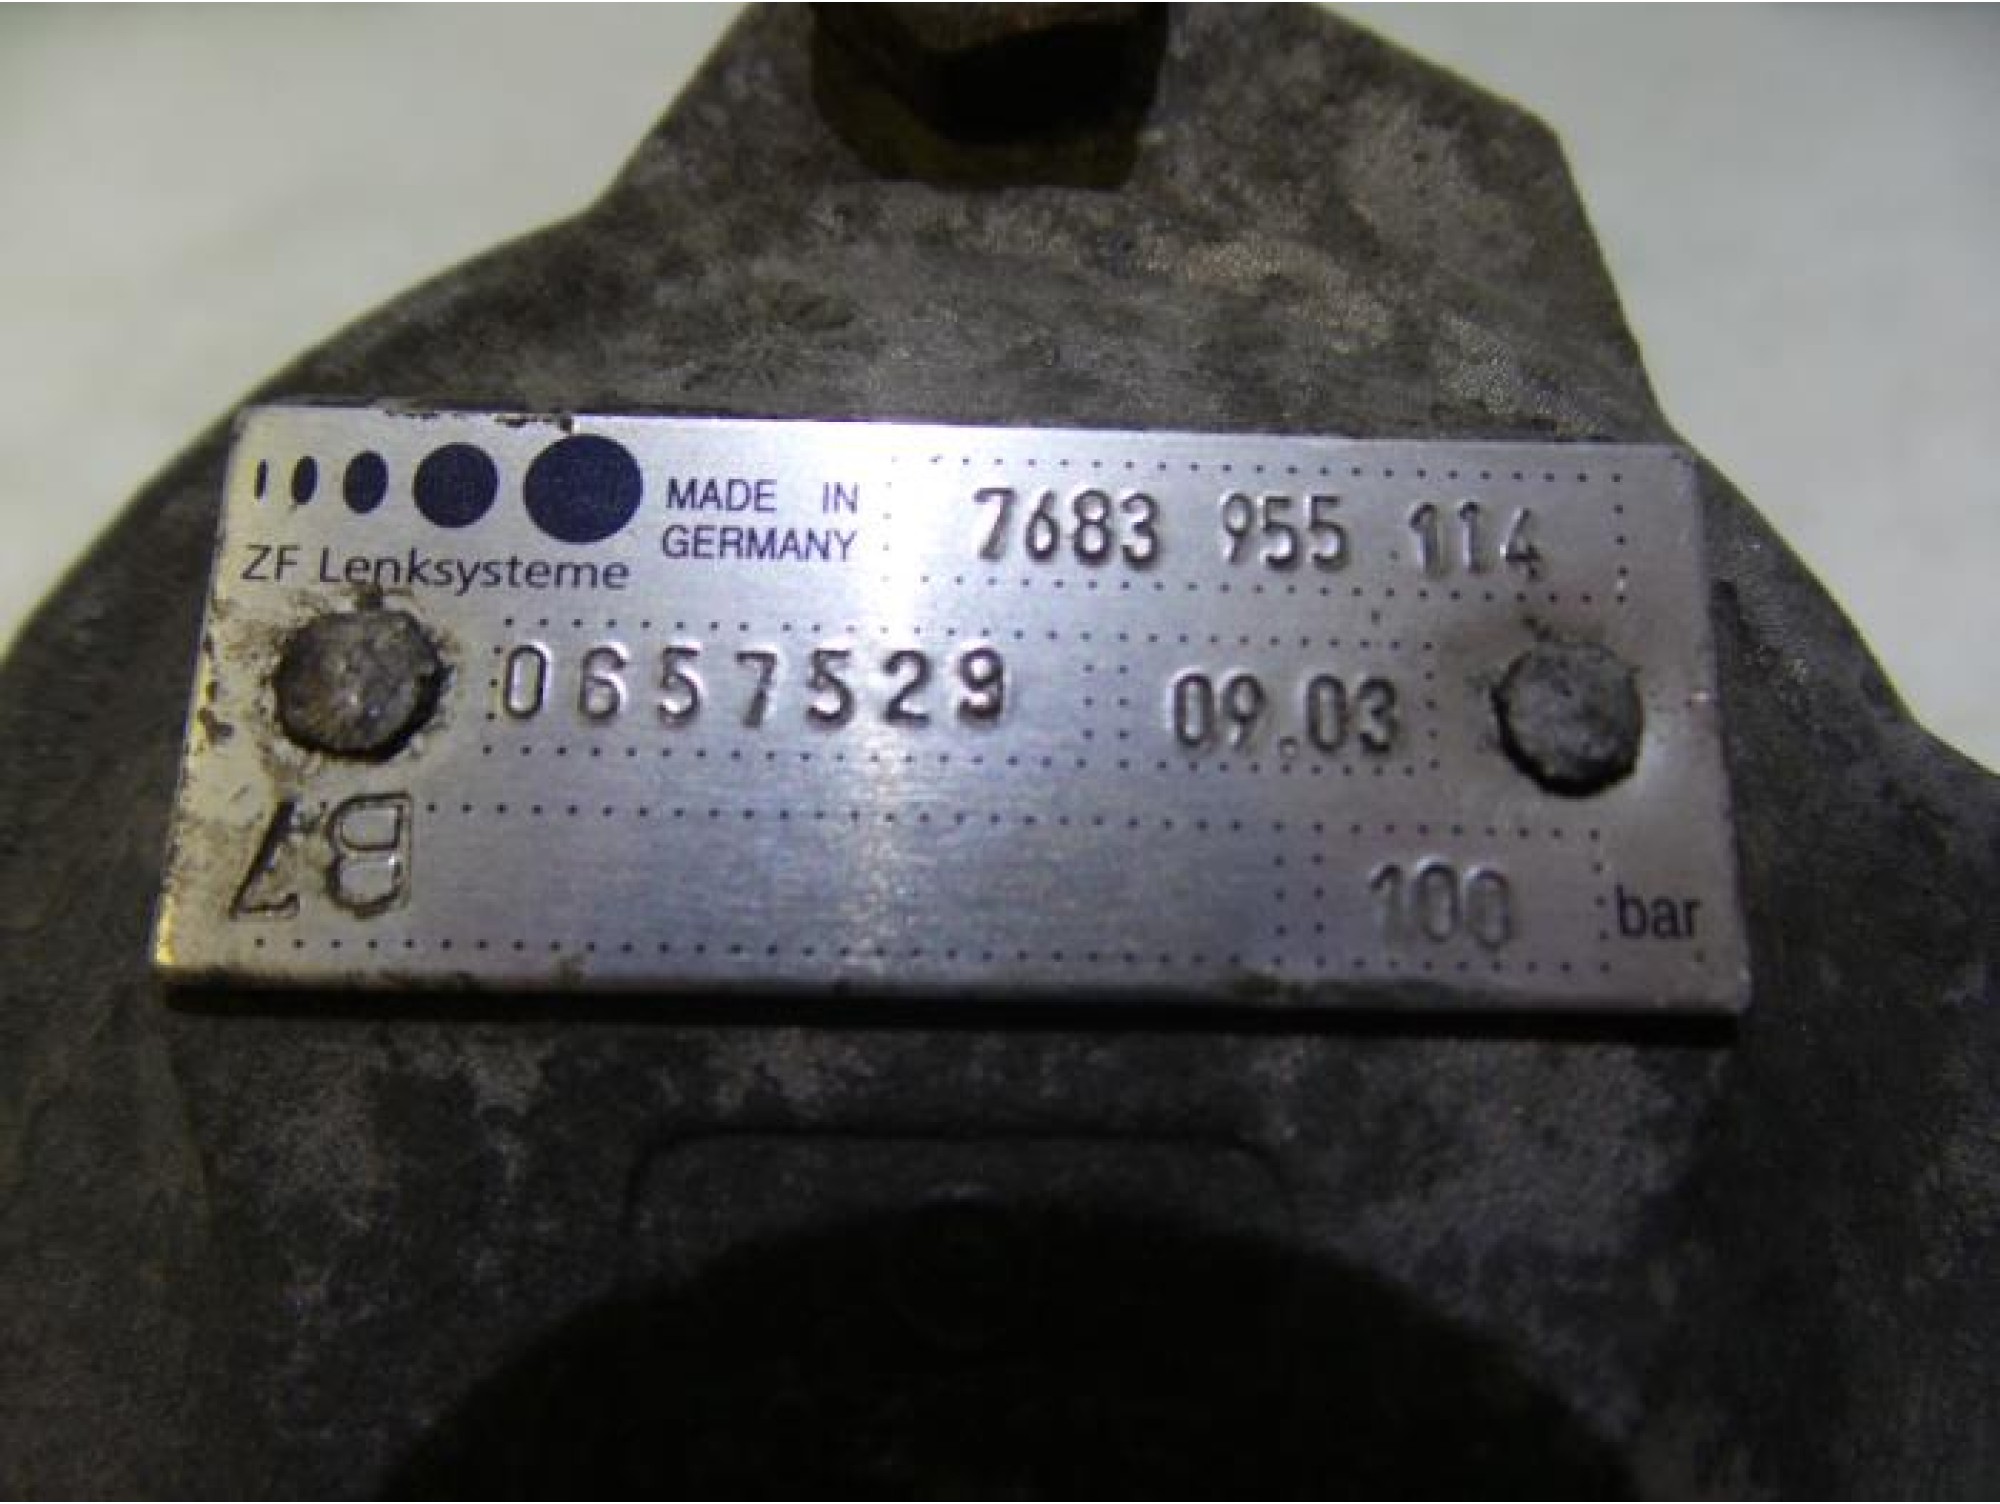 MADE IN
GERMANY
ZF Lenksysteme
7683 955 114
0657529 09.03
B7
100 bar